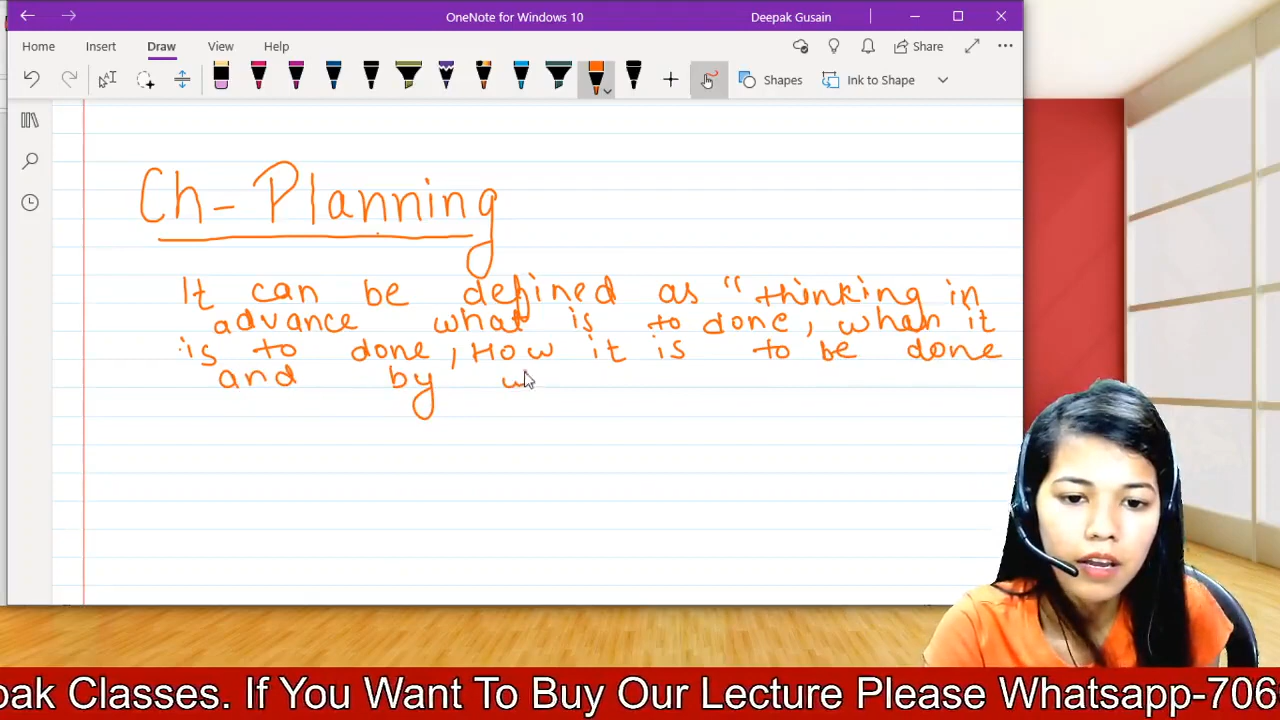 OneNote for Windows 10
Deepak Gusain
Home Insert Draw View Help
Share
Shapes
Ink to Shape
Ch- Planning
It can be defined as "thinking in
advance what is to done, when it
is to done, How it is to be done
and by w
pak Classes. If You Want To Buy Our Lecture Please Whatsapp-706